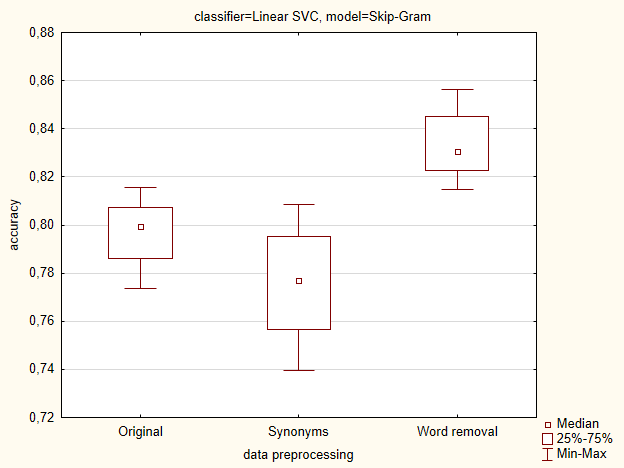 classifier=Linear SVC, model=Skip-Gram
0,88
0,86
0,84
0,82
0,80
0,78
0,76
0,74
0,72
accuracy
Original Synonyms Word removal
data preprocessing
Median
25%-75%
Min-Max